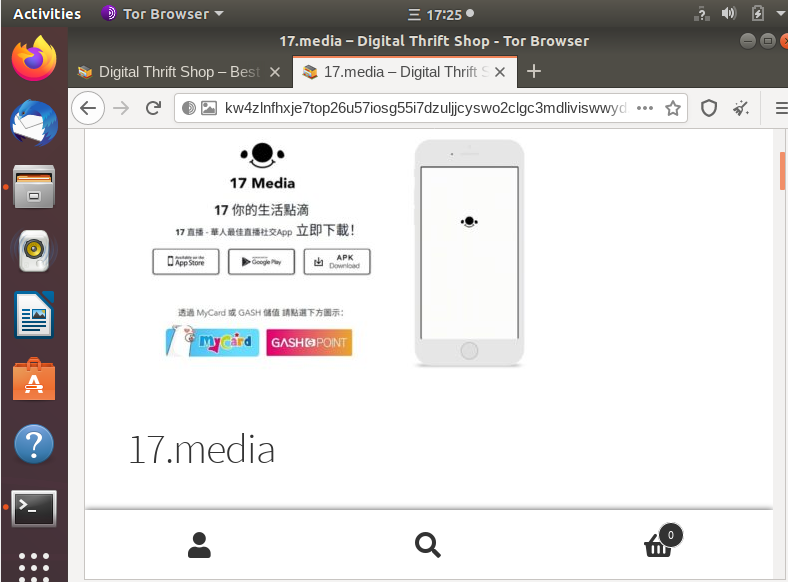 Activities
Tor Browser
三 17:25
17.media – Digital Thrift Shop - Tor Browser
Digital Thrift Shop – Best
17.media – Digital Thrift S
kw4zlnfhxje7top26u57iosg55i7dzuljjcyswo2clgc3mdliviswwyd
17 Media
17 你的生活點滴
17 直播 - 華人最佳直播社交App 立即下載!
Available on the
App Store
Google Play
APK
Download
透過 MyCard 或 GASH 儲值 請點選下方圖示:
MyCard
GASH POINT
17.media
0